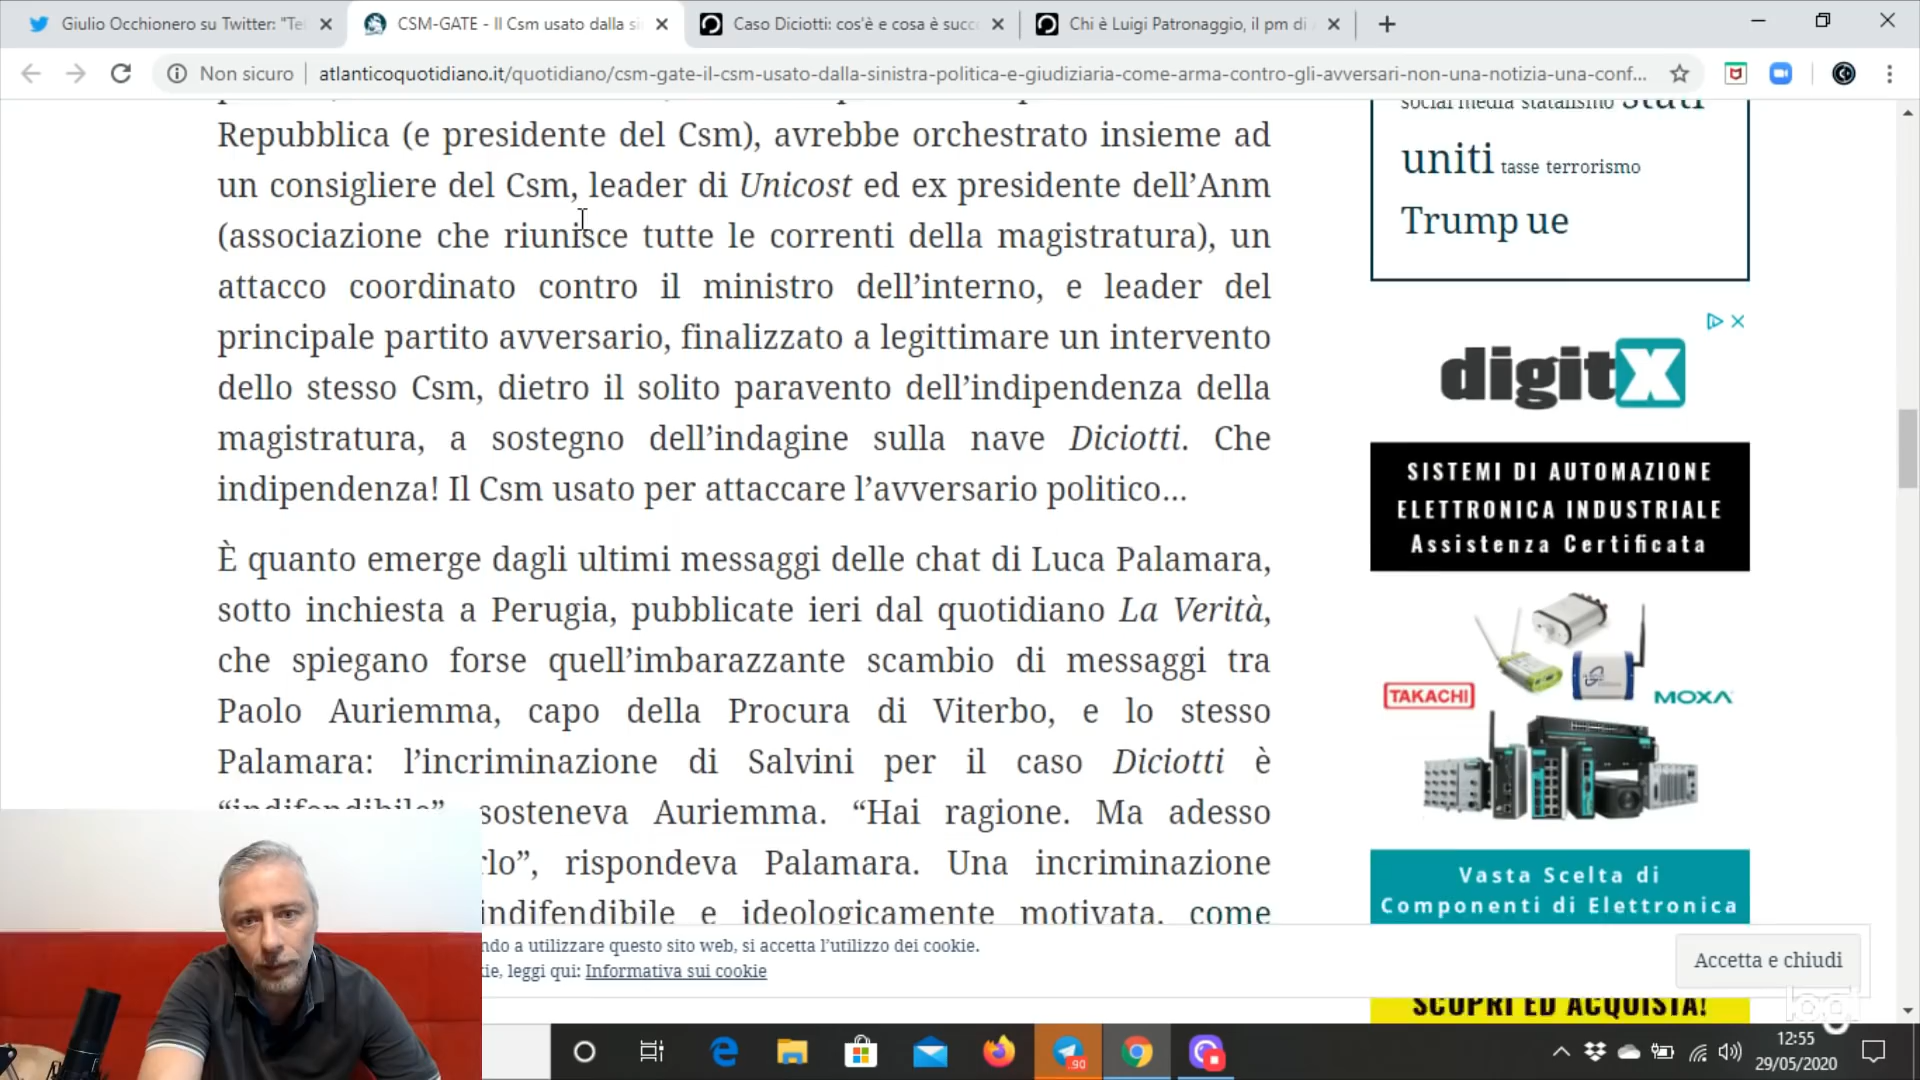 Giulio Occhionero su Twitter: "Te
CSM-GATE - Il Csm usato dalla si
Caso Diciotti: cos'è e cosa è succ
Chi è Luigi Patronaggio, il pm di
Non sicuro
atlanticoquotidiano.it/quotidiano/csm-gate-il-csm-usato-dalla-sinistra-politica-e-giudiziaria-come-arma-contro-gli-avversari-non-una-notizia-una-conf...
Repubblica (e presidente del Csm), avrebbe orchestrato insieme ad
un consigliere del Csm, leader di Unicost ed ex presidente dell'Anm
(associazione che riunisce tutte le correnti della magistratura), un
attacco coordinato contro il ministro dell'interno, e leader del
principale partito avversario, finalizzato a legittimare un intervento
dello stesso Csm, dietro il solito paravento dell'indipendenza della
magistratura, a sostegno dell'indagine sulla nave Diciotti. Che
indipendenza! Il Csm usato per attaccare l'avversario politico...
È quanto emerge dagli ultimi messaggi delle chat di Luca Palamara,
sotto inchiesta a Perugia, pubblicate ieri dal quotidiano La Verità,
che spiegano forse quell'imbarazzante scambio di messaggi tra
Paolo Auriemma, capo della Procura di Viterbo, e lo stesso
Palamara: l'incriminazione di Salvini per il caso Diciotti è
“indifendibile” sosteneva Auriemma. “Hai ragione. Ma adesso
rlo”, rispondeva Palamara. Una incriminazione
indifendibile e ideologicamente motivata, come
ndo a utilizzare questo sito web, si accetta l'utilizzo dei cookie.
kie, leggi qui: Informativa sui cookie
Accetta e chiudi
social media statalismo stati
uniti tasse terrorismo
Trump ue
digitX
SISTEMI DI AUTOMAZIONE
ELETTRONICA INDUSTRIALE
Assistenza Certificata
TAKACHI
MOXA
Vasta Scelta di
Componenti di Elettronica
SCOPRI ED ACQUISTA!
logi
90
12:55
29/05/2020